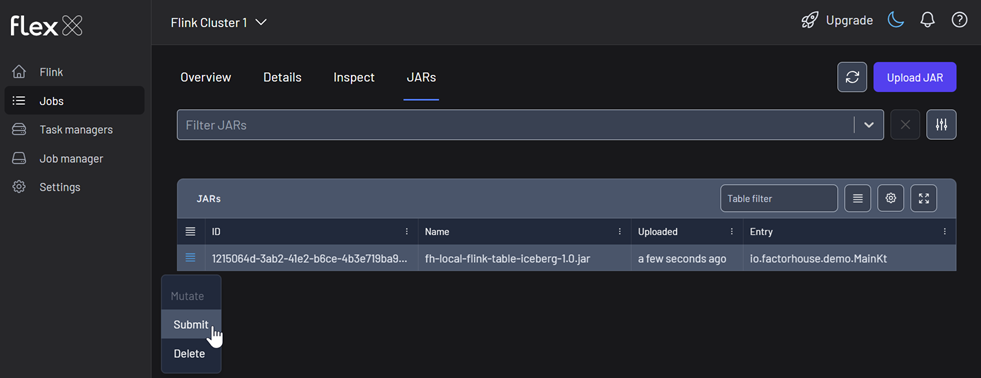 flex
Flink Cluster 1
Upgrade
Flink
Jobs
Task managers
Job manager
Settings
Overview Details Inspect JARs
Upload JAR
Filter JARs
JARs
Table filter
ID Name Uploaded Entry
1215064d-3ab2-41e2-b6ce-4b3e719ba9... fh-local-flink-table-iceberg-1.0.jar a few seconds ago io.factorhouse.demo.MainKt
Mutate
Submit
Delete